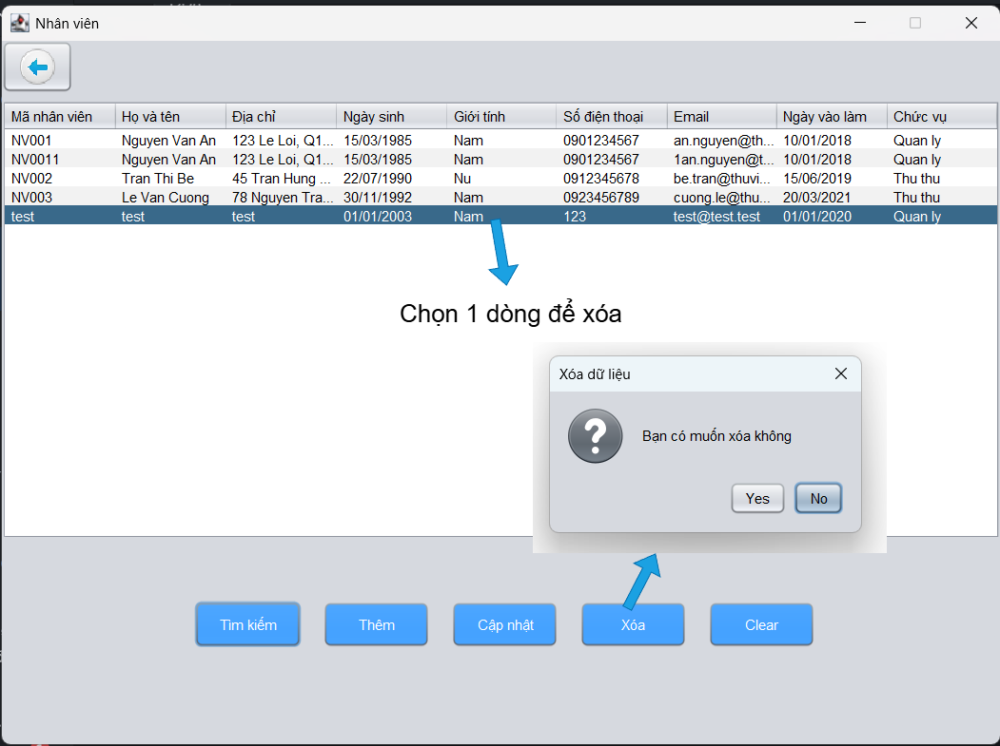 Nhân viên
Mã nhân viên Họ và tên Địa chỉ Ngày sinh Giới tính Số điện thoại Email Ngày vào làm Chức vụ
NV001 Nguyen Van An 123 Le Loi, Q1... 15/03/1985 Nam 0901234567 an.nguyen@th... 10/01/2018 Quan ly
NV0011 Nguyen Van An 123 Le Loi, Q1... 15/03/1985 Nam 0901234567 1an.nguyen@t... 10/01/2018 Quan ly
NV002 Tran Thi Be 45 Tran Hung ... 22/07/1990 Nu 0912345678 be.tran@thuvi... 15/06/2019 Thu thu
NV003 Le Van Cuong 78 Nguyen Tra... 30/11/1992 Nam 0923456789 cuong.le@thu... 20/03/2021 Thu thu
test test test 01/01/2003 Nam 123 test@test.test 01/01/2020 Quan ly
Chọn 1 dòng để xóa
Xóa dữ liệu
Bạn có muốn xóa không
Yes No
Tìm kiếm Thêm Cập nhật Xóa Clear